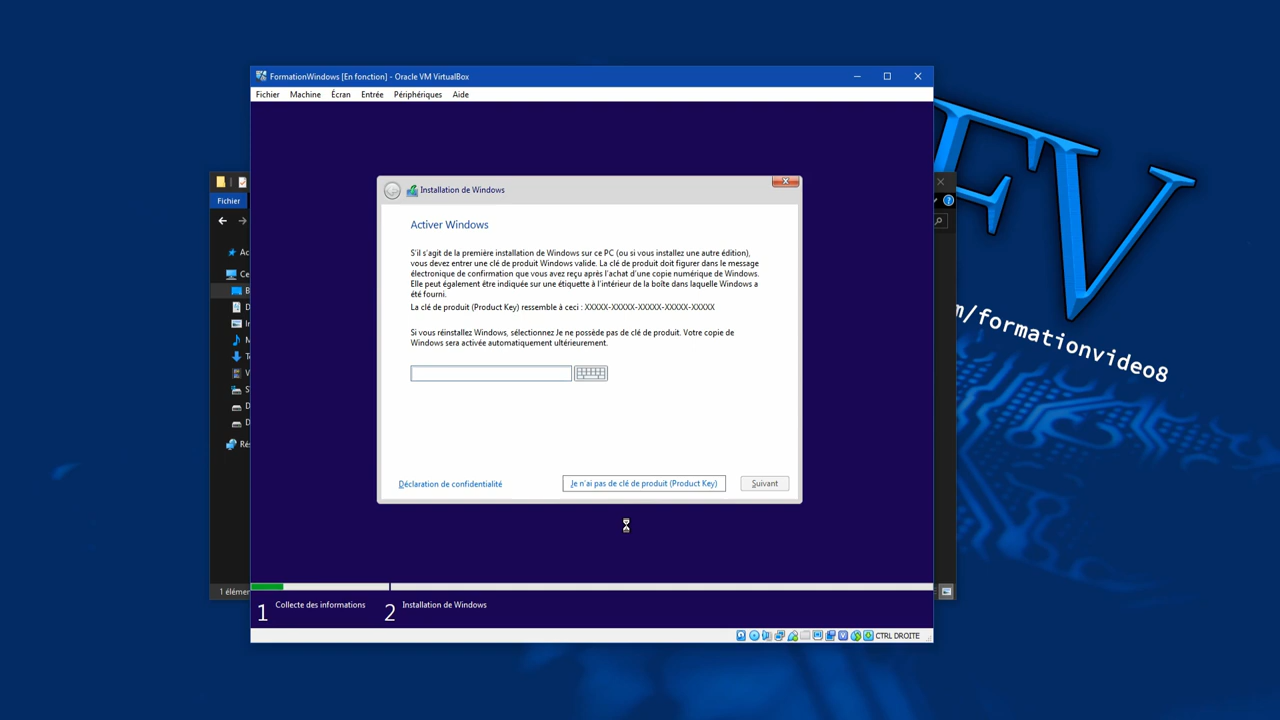 FormationWindows [En fonction] - Oracle VM VirtualBox
Fichier Machine Écran Entrée Périphériques Aide
FV
Fichier
Installation de Windows
Activer Windows
S'il s'agit de la première installation de Windows sur ce PC (ou si vous installez une autre édition),
vous devez entrer une clé de produit Windows valide. La clé de produit doit figurer dans le message
électronique de confirmation que vous avez reçu après l'achat d'une copie numérique de Windows.
Elle peut également être indiquée sur une étiquette à l'intérieur de la boîte dans laquelle Windows a
été fourni.
La clé de produit (Product Key) ressemble à ceci : XXXXX-XXXXX-XXXXX-XXXXX-XXXXX
Si vous réinstallez Windows, sélectionnez Je ne possède pas de clé de produit. Votre copie de
Windows sera activée automatiquement ultérieurement.
m/formationvideo8
Déclaration de confidentialité
Je n'ai pas de clé de produit (Product Key)
Suivant
1 élém
1 Collecte des informations
2 Installation de Windows
CTRL DROITE